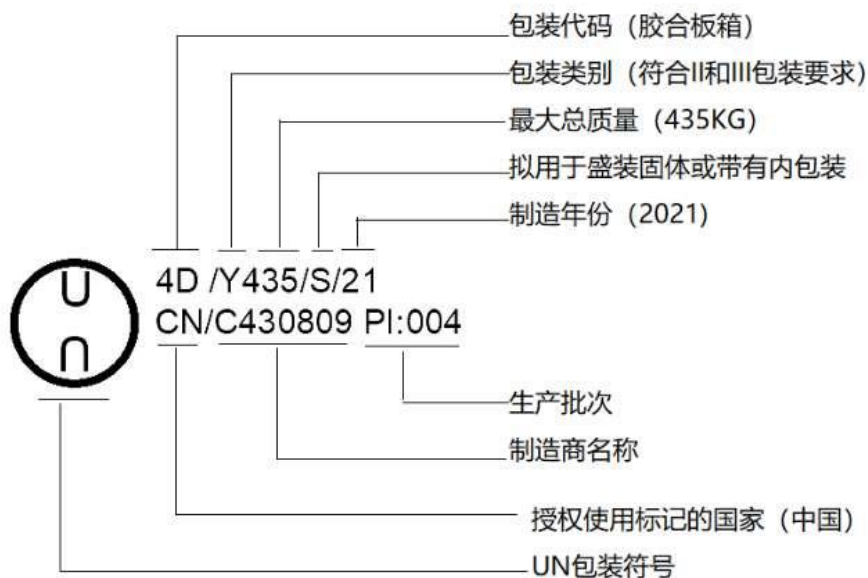 包装代码（胶合板箱）
包装类别（符合II和III包装要求）
最大总质量（435KG）
拟用于盛装固体或带有内包装
制造年份（2021)
un
4D /Y435/S/21
CN/C430809 PI:004
生产批次
制造商名称
授权使用标记的国家（中国）
UN包装符号